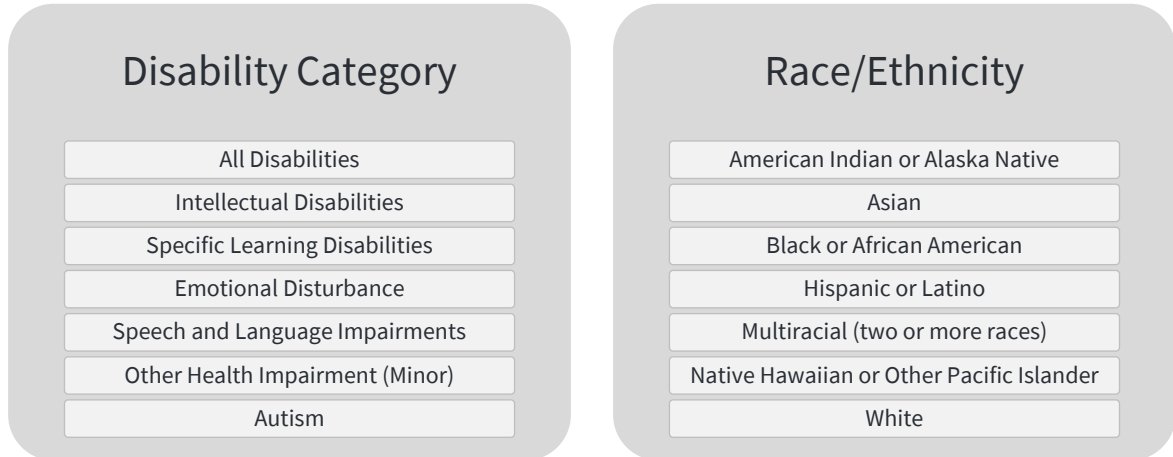 Disability Category
All Disabilities
Intellectual Disabilities
Specific Learning Disabilities
Emotional Disturbance
Speech and Language Impairments
Other Health Impairment (Minor)
Autism
Race/Ethnicity
American Indian or Alaska Native
Asian
Black or African American
Hispanic or Latino
Multiracial (two or more races)
Native Hawaiian or Other Pacific Islander
White